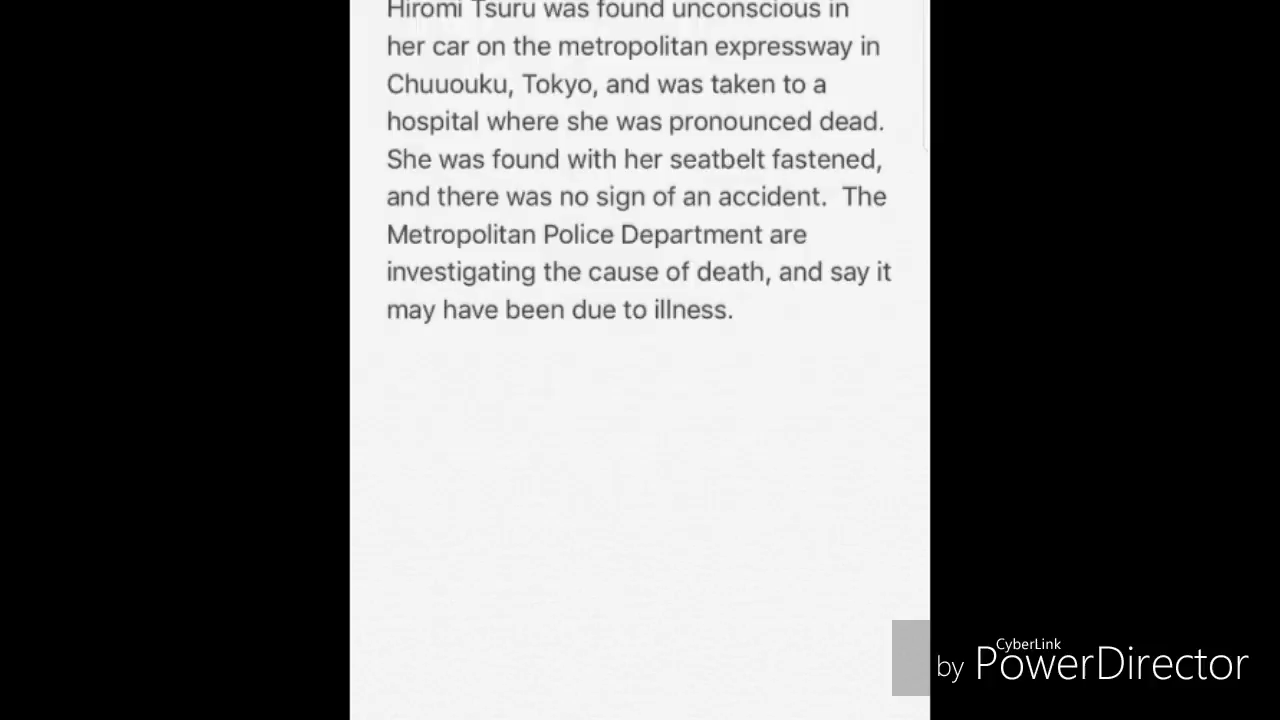 Hiromi Tsuru was found unconscious in
her car on the metropolitan expressway in
Chuuouku, Tokyo, and was taken to a
hospital where she was pronounced dead.
She was found with her seatbelt fastened,
and there was no sign of an accident.  The
Metropolitan Police Department are
investigating the cause of death, and say it
may have been due to illness.
CyberLink
by PowerDirector